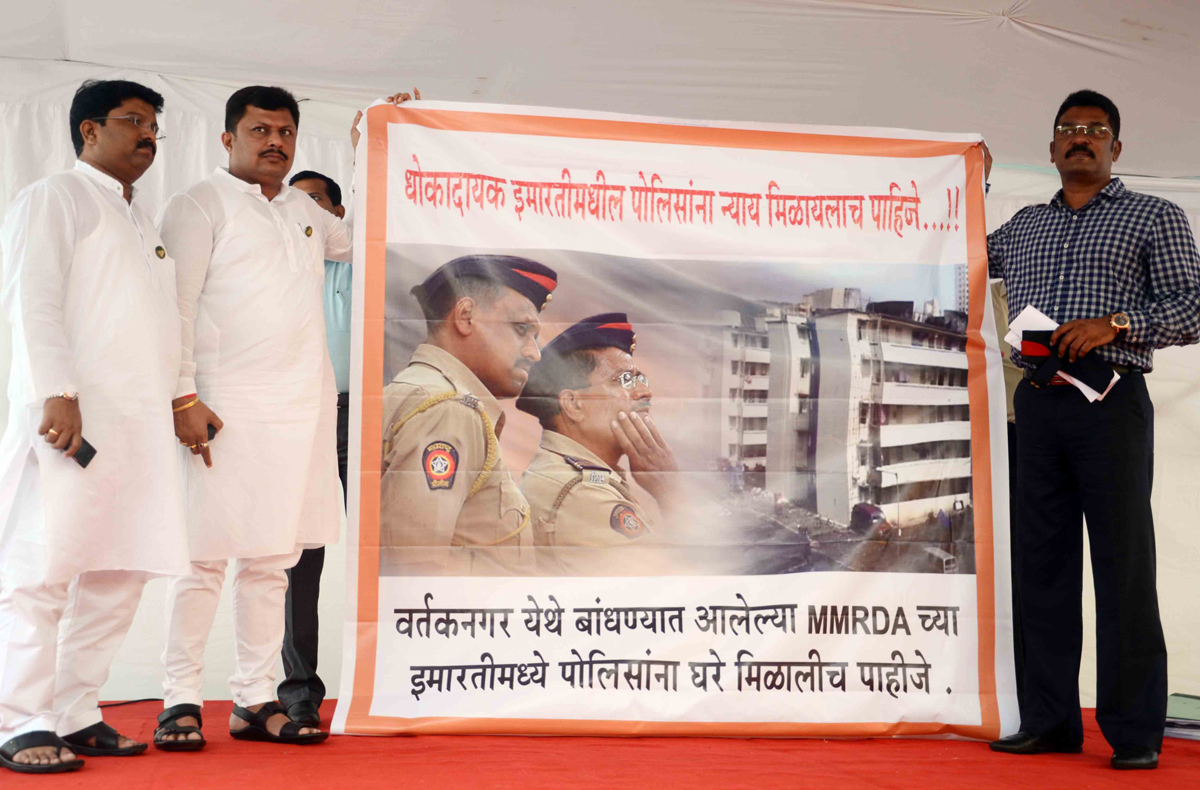 धोकादायक इमारतीमधील पोलिसांना न्याय मिळायलाच पाहिजे...!!
वर्तकनगर येथे बांधण्यात आलेल्या MMRDA च्या
इमारतीमध्ये पोलिसांना घरे मिळालीच पाहीजे .